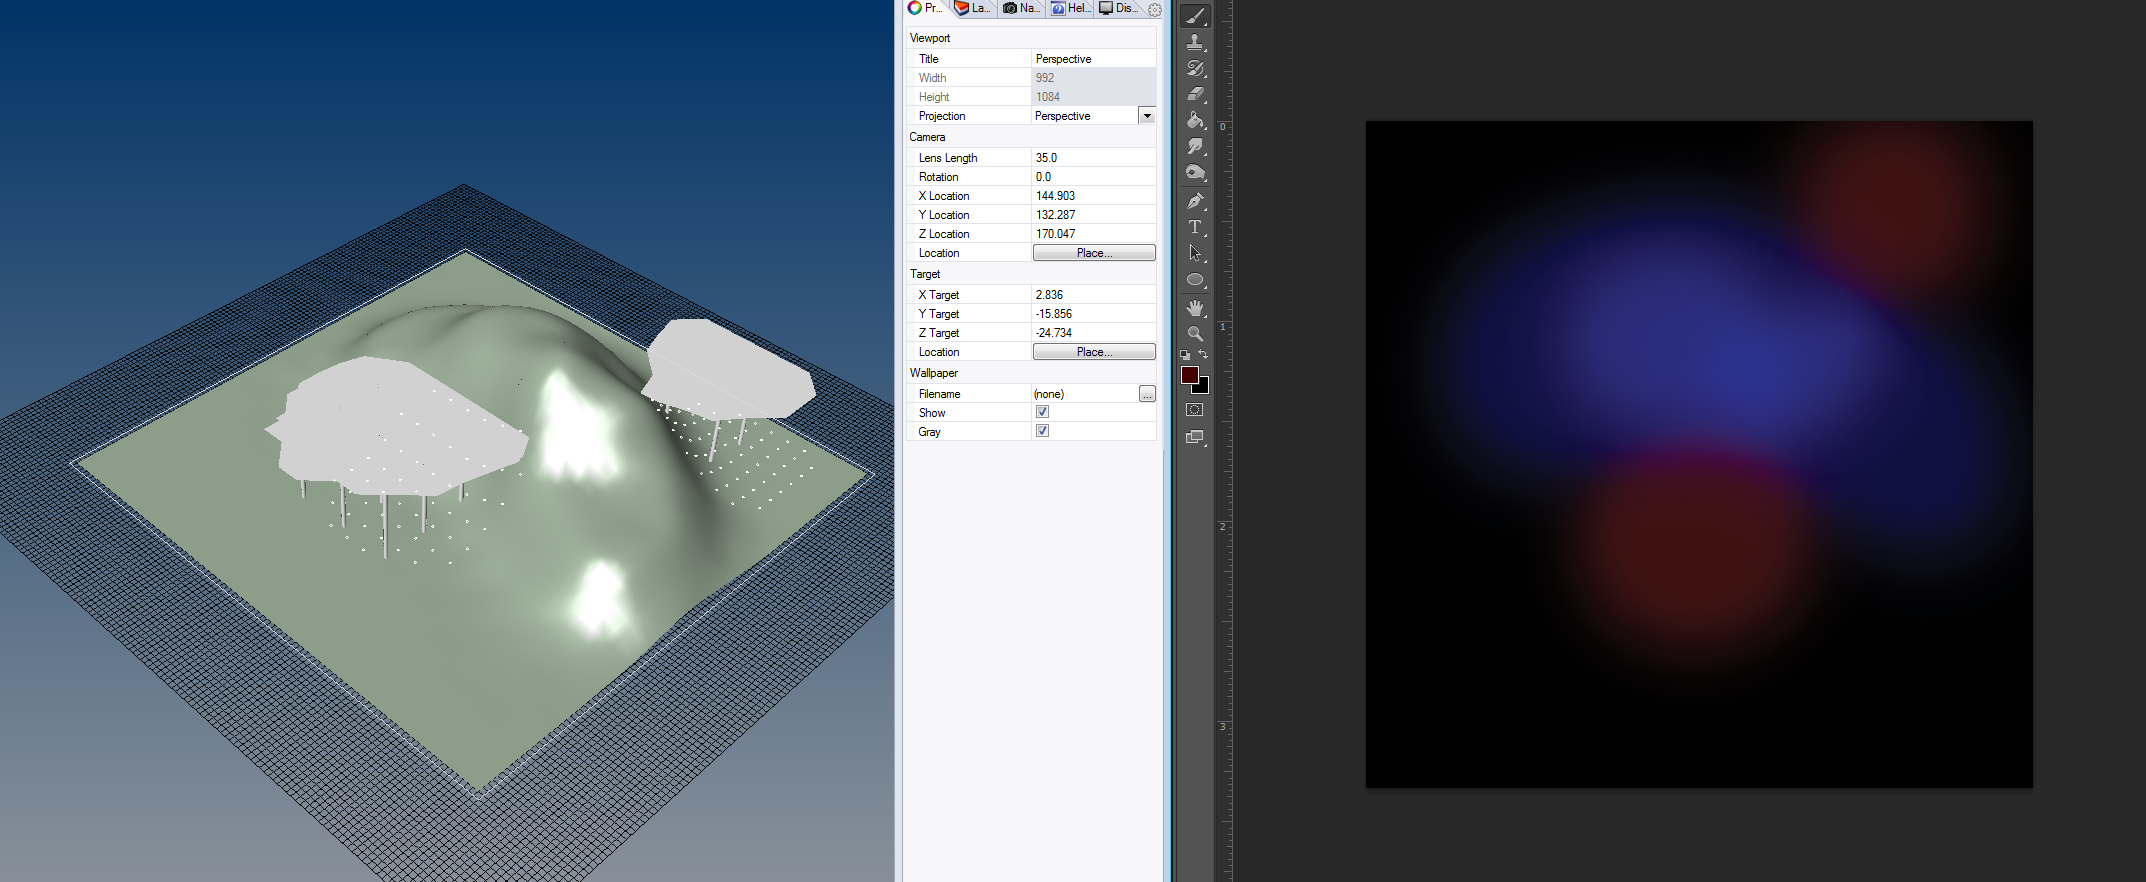 Pr...
La...
Na...
Hel...
Dis...
Viewport
Title Perspective
Width 992
Height 1084
Projection Perspective
Camera
Lens Length 35.0
Rotation 0.0
X Location 144.903
Y Location 132.287
Z Location 170.047
Location Place...
Target
X Target 2.836
Y Target -15.856
Z Target -24.734
Location Place...
Wallpaper
Filename (none) ...
Show
Gray
T
0
1
2
3